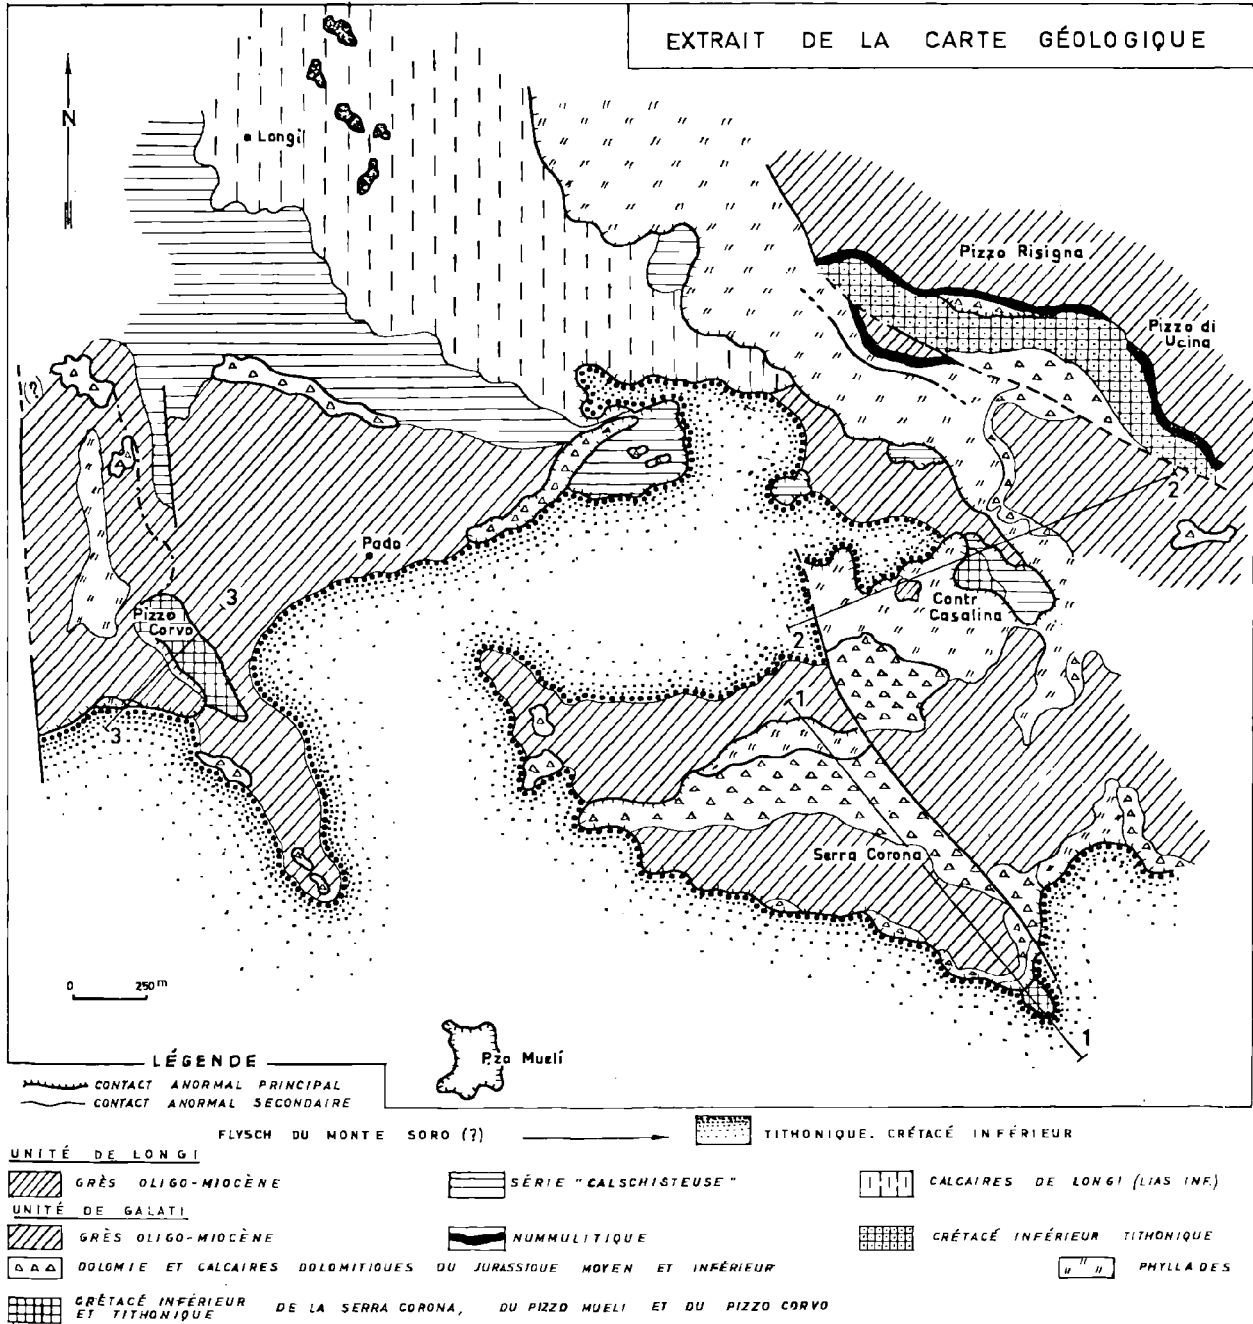 EXTRAIT DE LA CARTE GÉOLOGIQUE
N
Longi
Pizzo Risigna
Pizzo di
Ucina
(?)
2
Pado
3
Pizzo
Corvo
Contr
Casalina
2
1
3
Serra Corona
0 250 m
P.zo Mueli
1
LÉGENDE
CONTACT ANORMAL PRINCIPAL
CONTACT ANORMAL SECONDAIRE
FLYSCH DU MONTE SORO (?) TITHONIQUE. CRÉTACÉ INFÉRIEUR
UNITÉ DE LONGI
GRÈS OLIGO-MIOCÈNE SÉRIE "CALSCHISTEUSE" CALCAIRES DE LONGI (LIAS INF.)
UNITÉ DE GALATI
GRÈS OLIGO-MIOCÈNE NUMMULITIQUE CRÉTACÉ INFÉRIEUR TITHONIQUE
DOLOMIE ET CALCAIRES DOLOMITIQUES DU JURASSIQUE MOYEN ET INFÉRIEUR PHYLLADES
CRÉTACÉ INFÉRIEUR
ET TITHONIQUE DE LA SERRA CORONA, DU PIZZO MUELI ET DU PIZZO CORVO